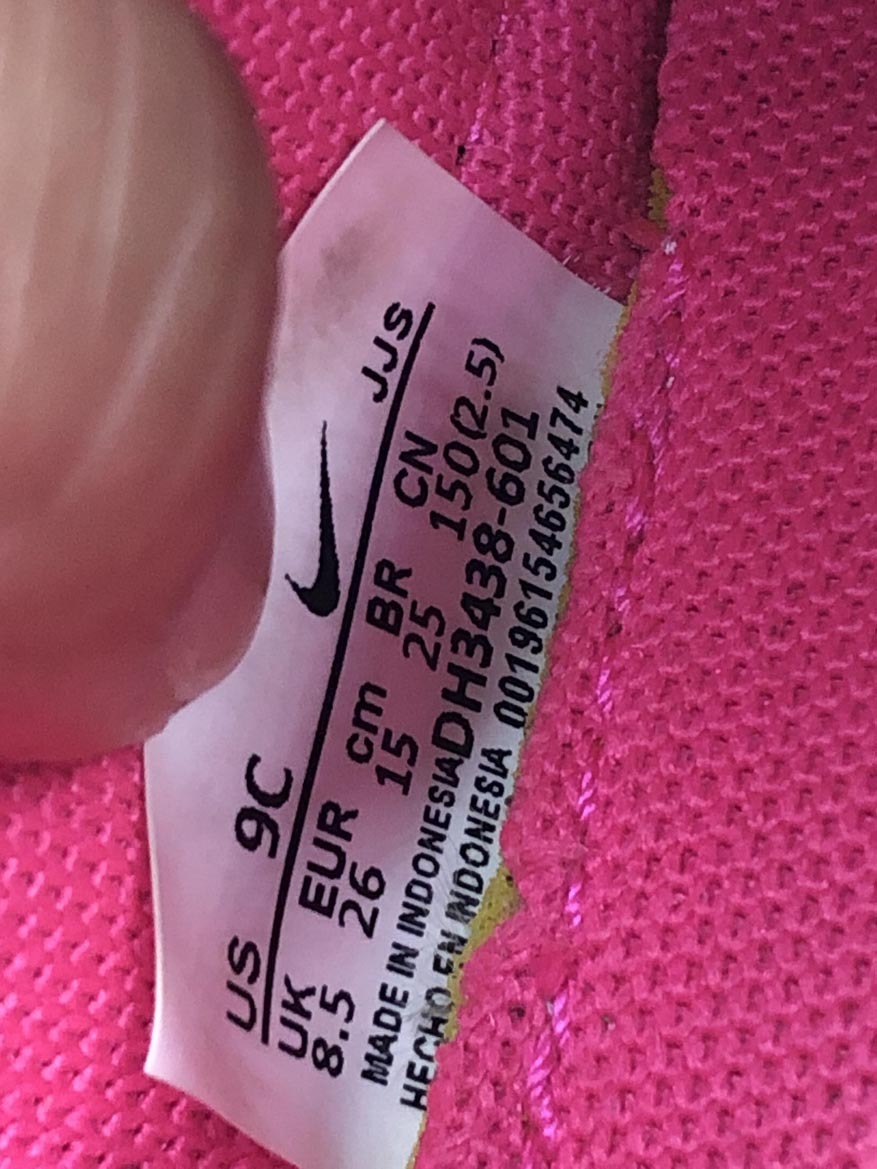 US 9C JJS
UK EUR cm BR CN
8.5 26 15 25 150(2.5)
MADE IN INDONESIA DH3438-601
HECHO EN INDONESIA 00196154656474